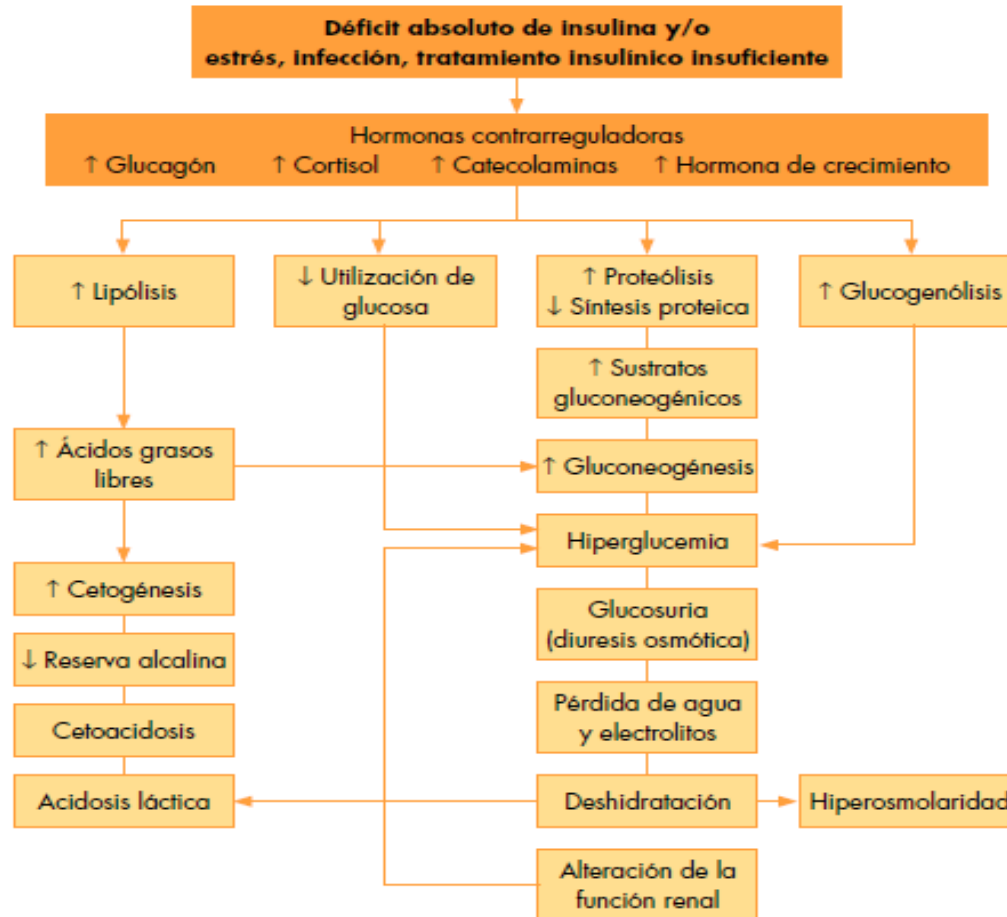 Déficit absoluto de insulina y/o
estrés, infección, tratamiento insulínico insuficiente
Hormonas contrarreguladoras
↑ Glucagón ↑ Cortisol ↑ Catecolaminas ↑ Hormona de crecimiento
↑ Lipólisis
↓ Utilización de
glucosa
↑ Proteólisis
↓ Síntesis proteica
↑ Glucogenólisis
↑ Sustratos
gluconeogénicos
↑ Ácidos grasos
libres
↑ Gluconeogénesis
Hiperglucemia
↑ Cetogénesis
Glucosuria
(diuresis osmótica)
↓ Reserva alcalina
Cetoacidosis
Pérdida de agua
y electrolitos
Acidosis láctica
Deshidratación
Hiperosmolaridad
Alteración de la
función renal